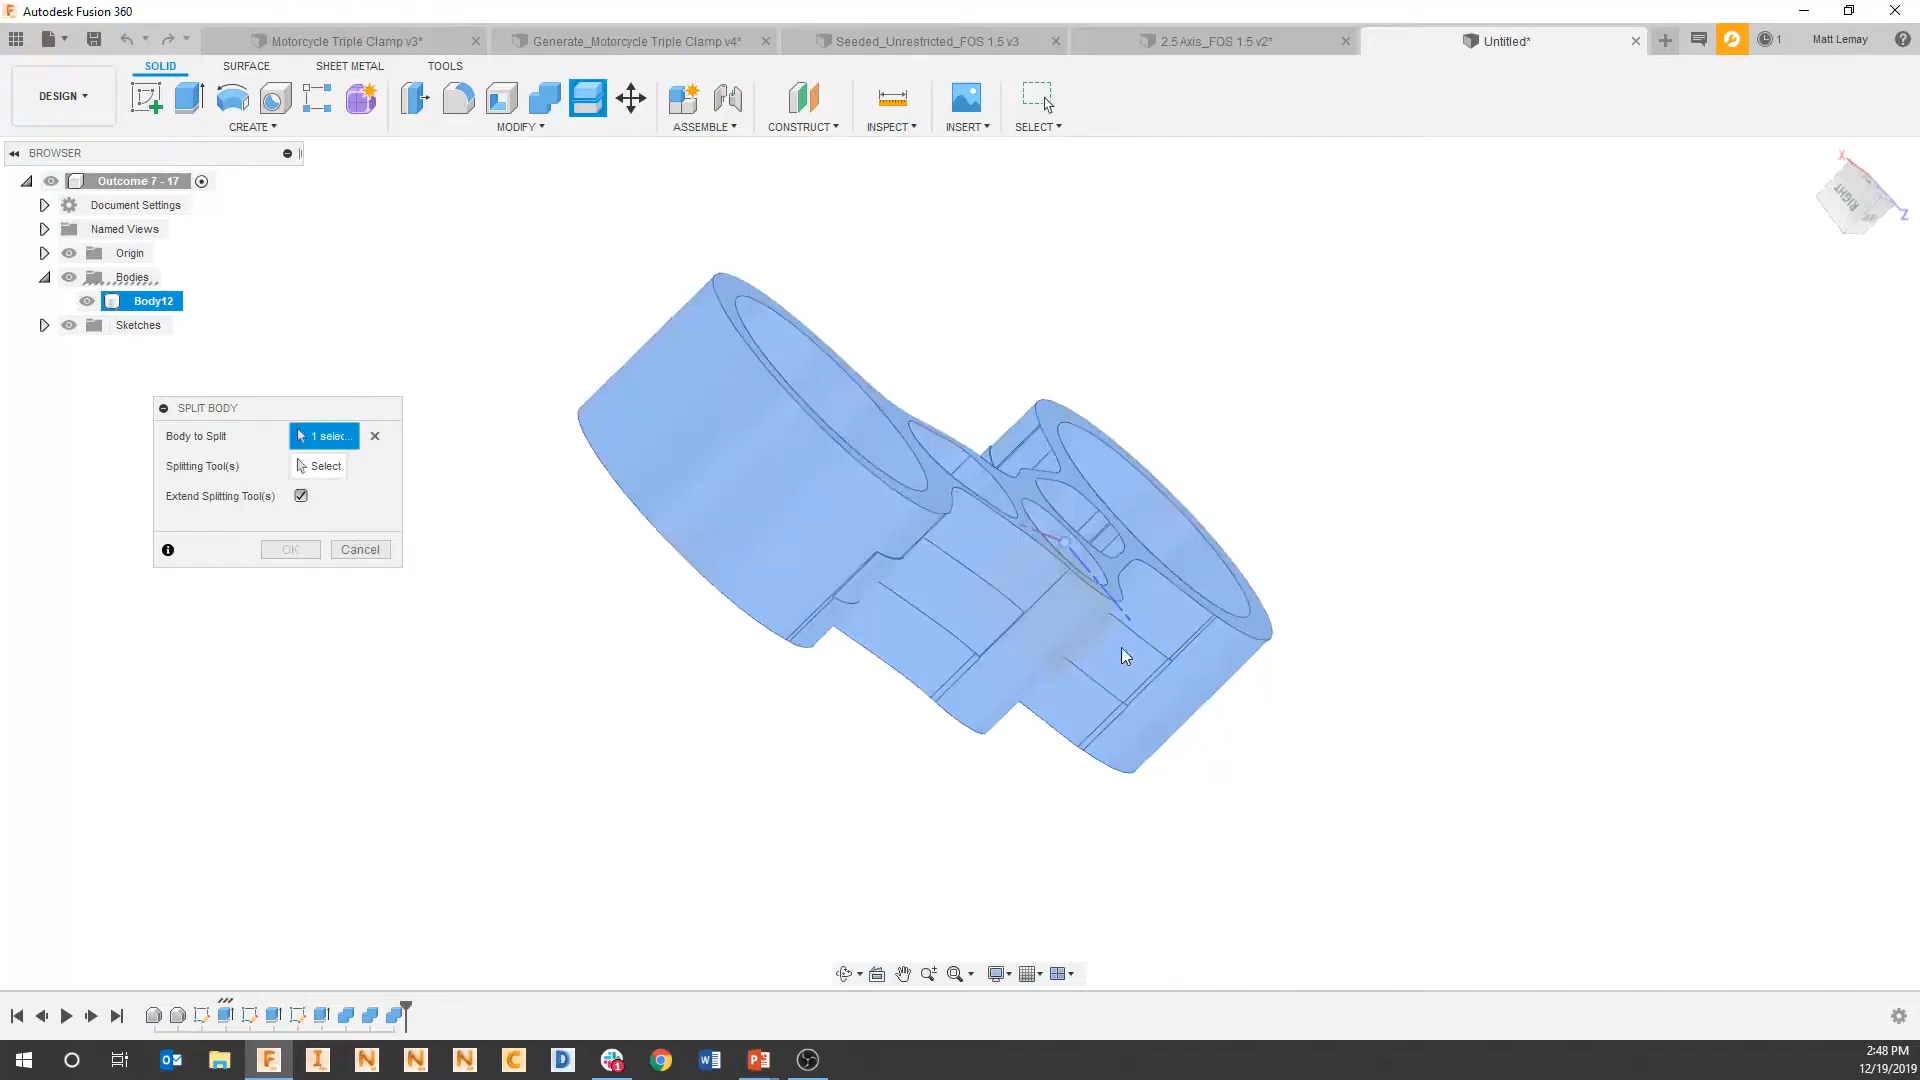 Autodesk Fusion 360
Motorcycle Triple Clamp v3*
Generate_Motorcycle Triple Clamp v4*
Seeded_Unrestricted_FOS 1.5 v3
2.5 Axis_FOS 1.5 v2*
Untitled*
1
Matt Lemay
SOLID
SURFACE
SHEET METAL
TOOLS
DESIGN
CREATE
MODIFY
ASSEMBLE
CONSTRUCT
INSPECT
INSERT
SELECT
BROWSER
Outcome 7 - 17
Document Settings
Named Views
Origin
Bodies
Body12
Sketches
X
RIGHT
Z
SPLIT BODY
Body to Split
1 selec...
Splitting Tool(s)
Select
Extend Splitting Tool(s)
OK
Cancel
2:48 PM
12/19/2019